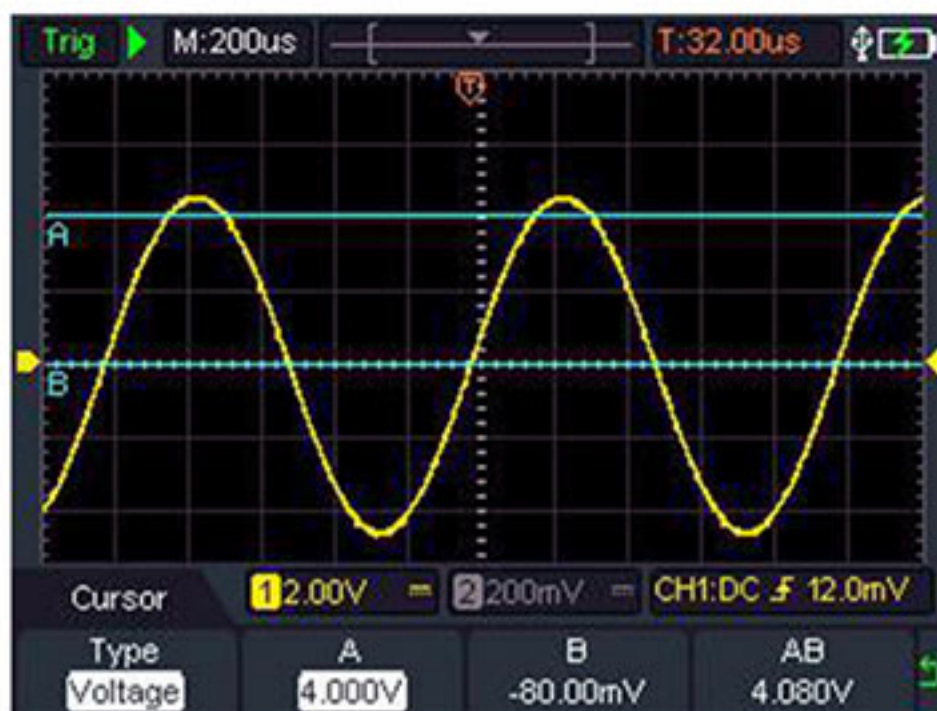 Trig M:200us T T:32.00us
T
A
B
Cursor 1 2.00V 2 200mV CH1:DC 12.0mV
Type A B AB
Voltage 4.000V -80.00mV 4.080V